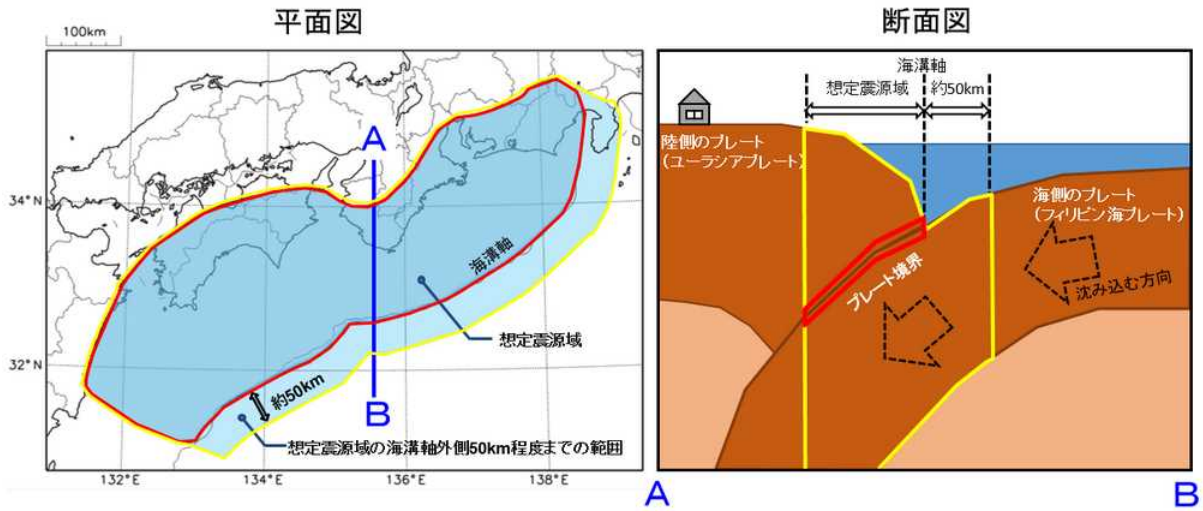 平面図
100km
34°N
32°N
132°E
134°E
136°E
138°E
A
B
海溝軸
想定震源域
約50km
想定震源域の海溝軸外側50km程度までの範囲
断面図
海溝軸
想定震源域
約50km
陸側のプレート
(ユーラシアプレート)
海側のプレート
(フィリピン海プレート)
プレート境界
沈み込む方向
A
B